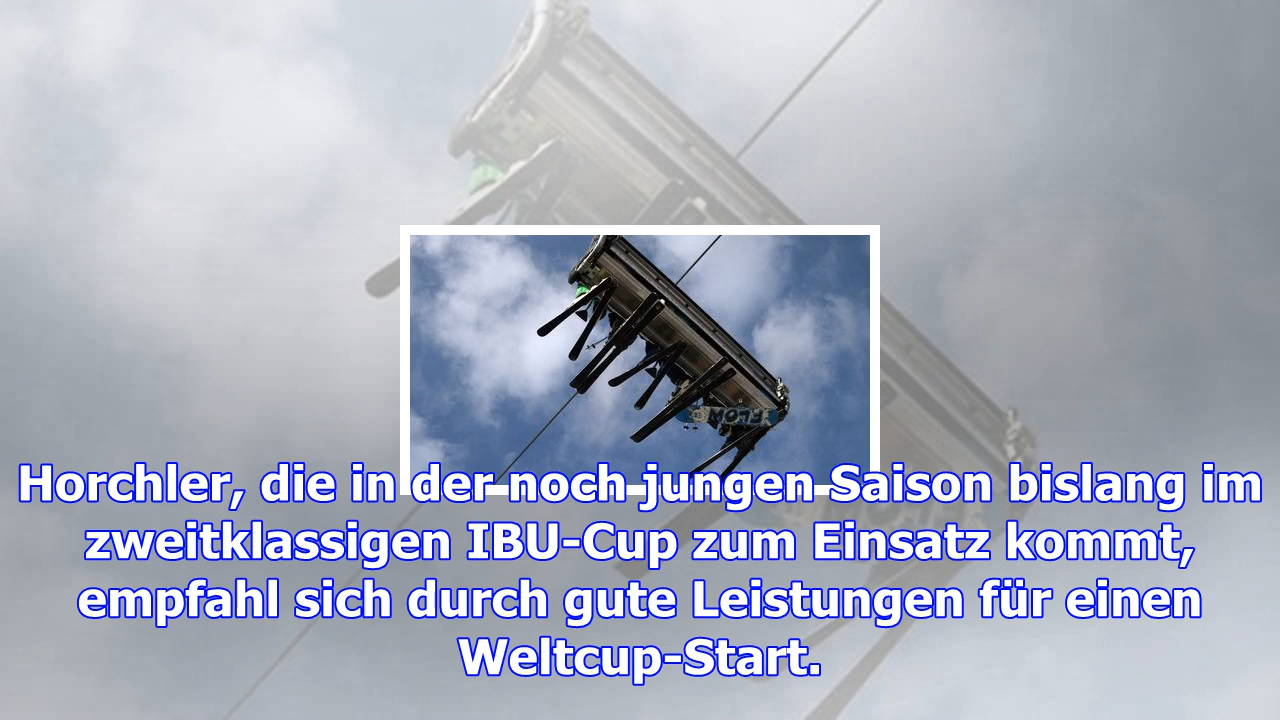 FLOW
Horchler, die in der noch jungen Saison bislang im
zweitklassigen IBU-Cup zum Einsatz kommt,
empfahl sich durch gute Leistungen für einen
Weltcup-Start.